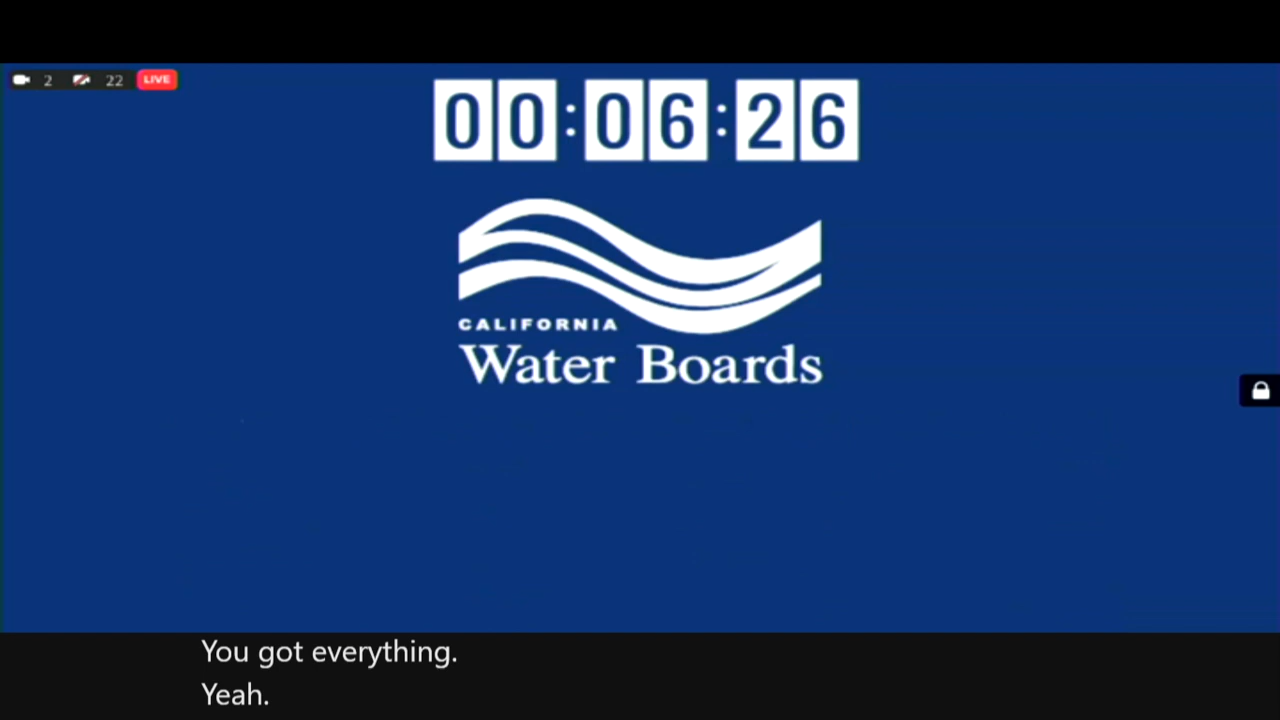 2 22 LIVE
00:06:26
CALIFORNIA
Water Boards
You got everything.
Yeah.